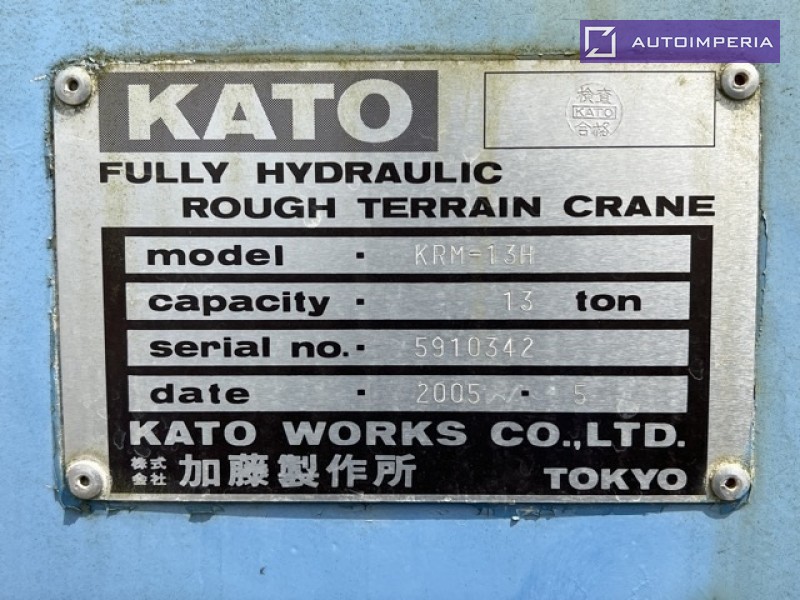 AUTOIMPERIA
KATO
検査
KATO
合格
FULLY HYDRAULIC
ROUGH TERRAIN CRANE
model · KRM-13H
capacity · 13 ton
serial no. · 5910342
date · 2005 · 5
KATO WORKS CO.,LTD.
株式会社 加藤製作所 TOKYO